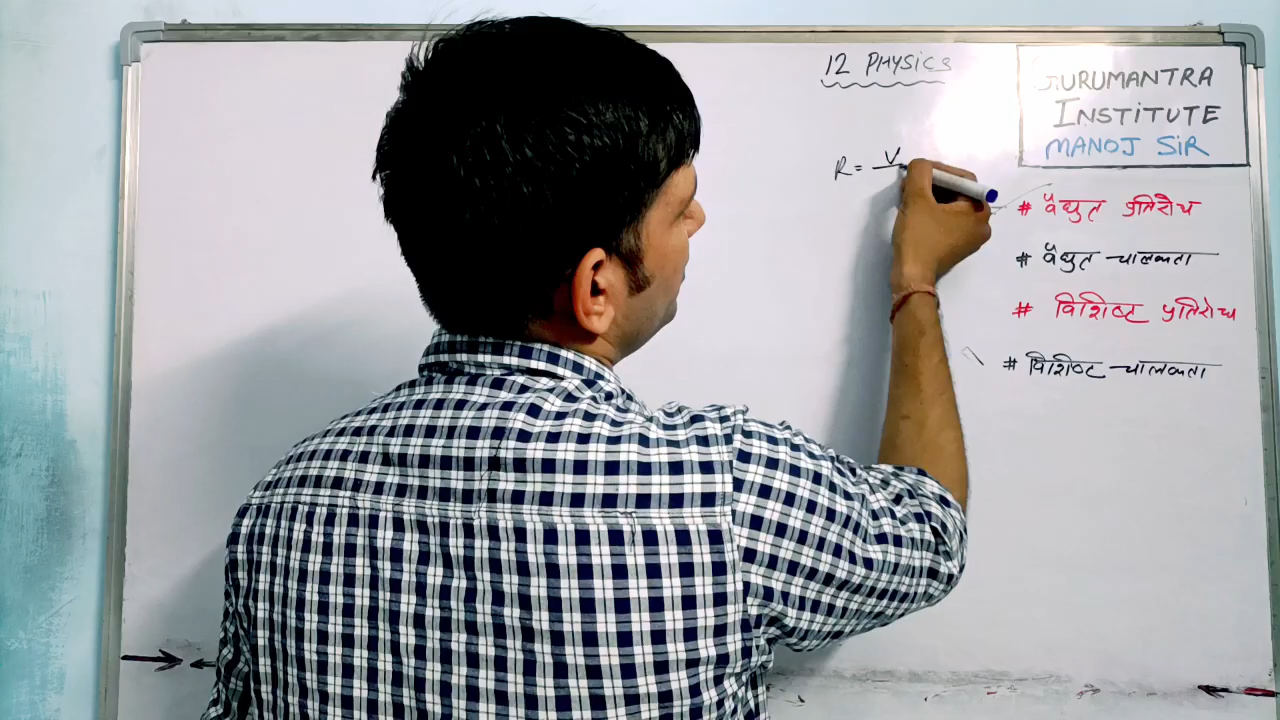 12 PHYSICS
GURUMANTRA
INSTITUTE
MANOJ SIR
R = V
# वैद्युत प्रतिरोध
# वैद्युत चालकता
# विशिष्ट प्रतिरोध
# विशिष्ट चालकता